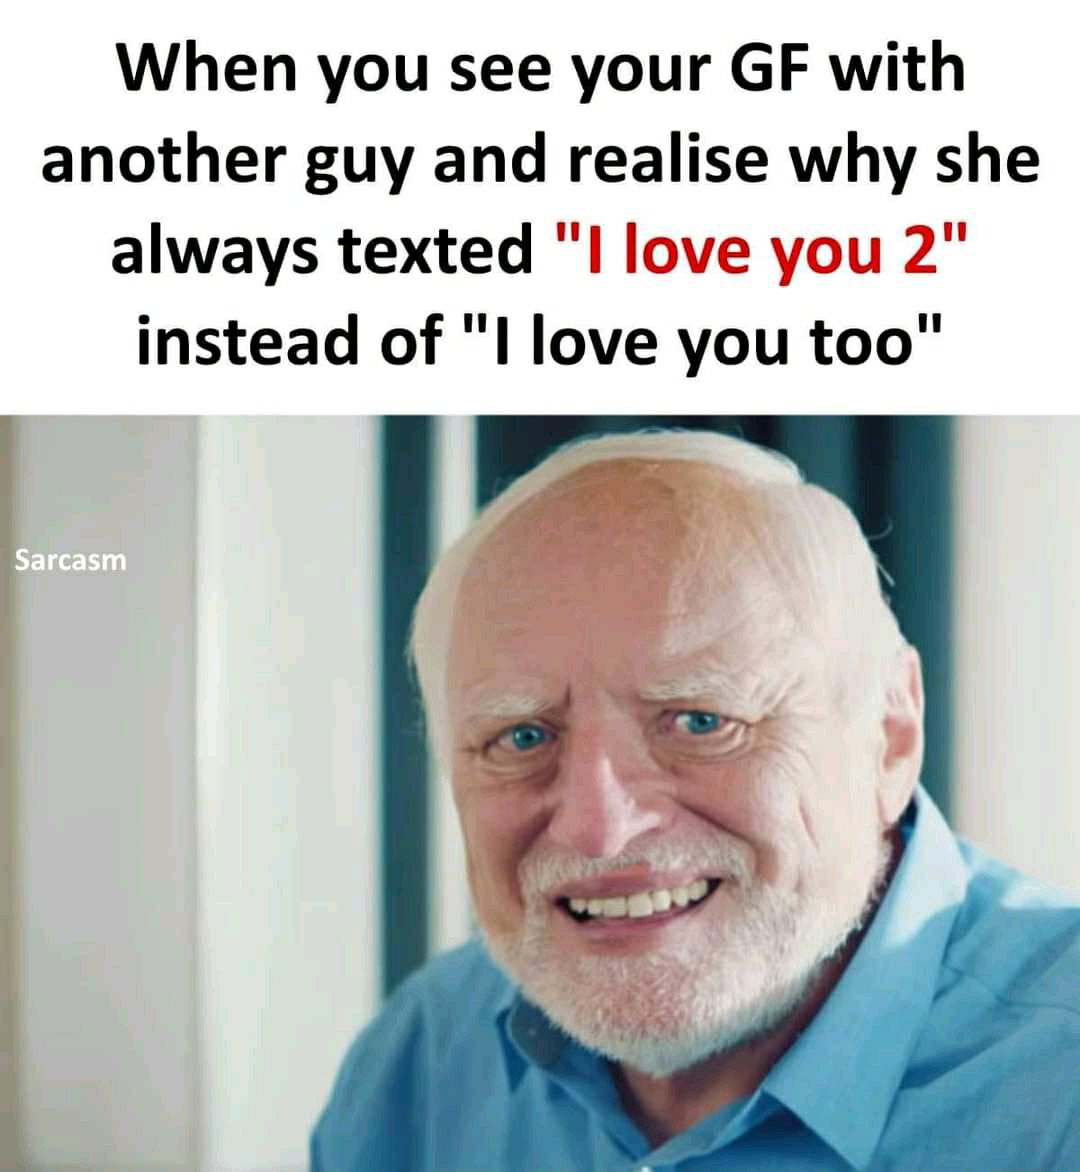 When you see your GF with
another guy and realise why she
always texted "I love you 2"
instead of "I love you too"
Sarcasm